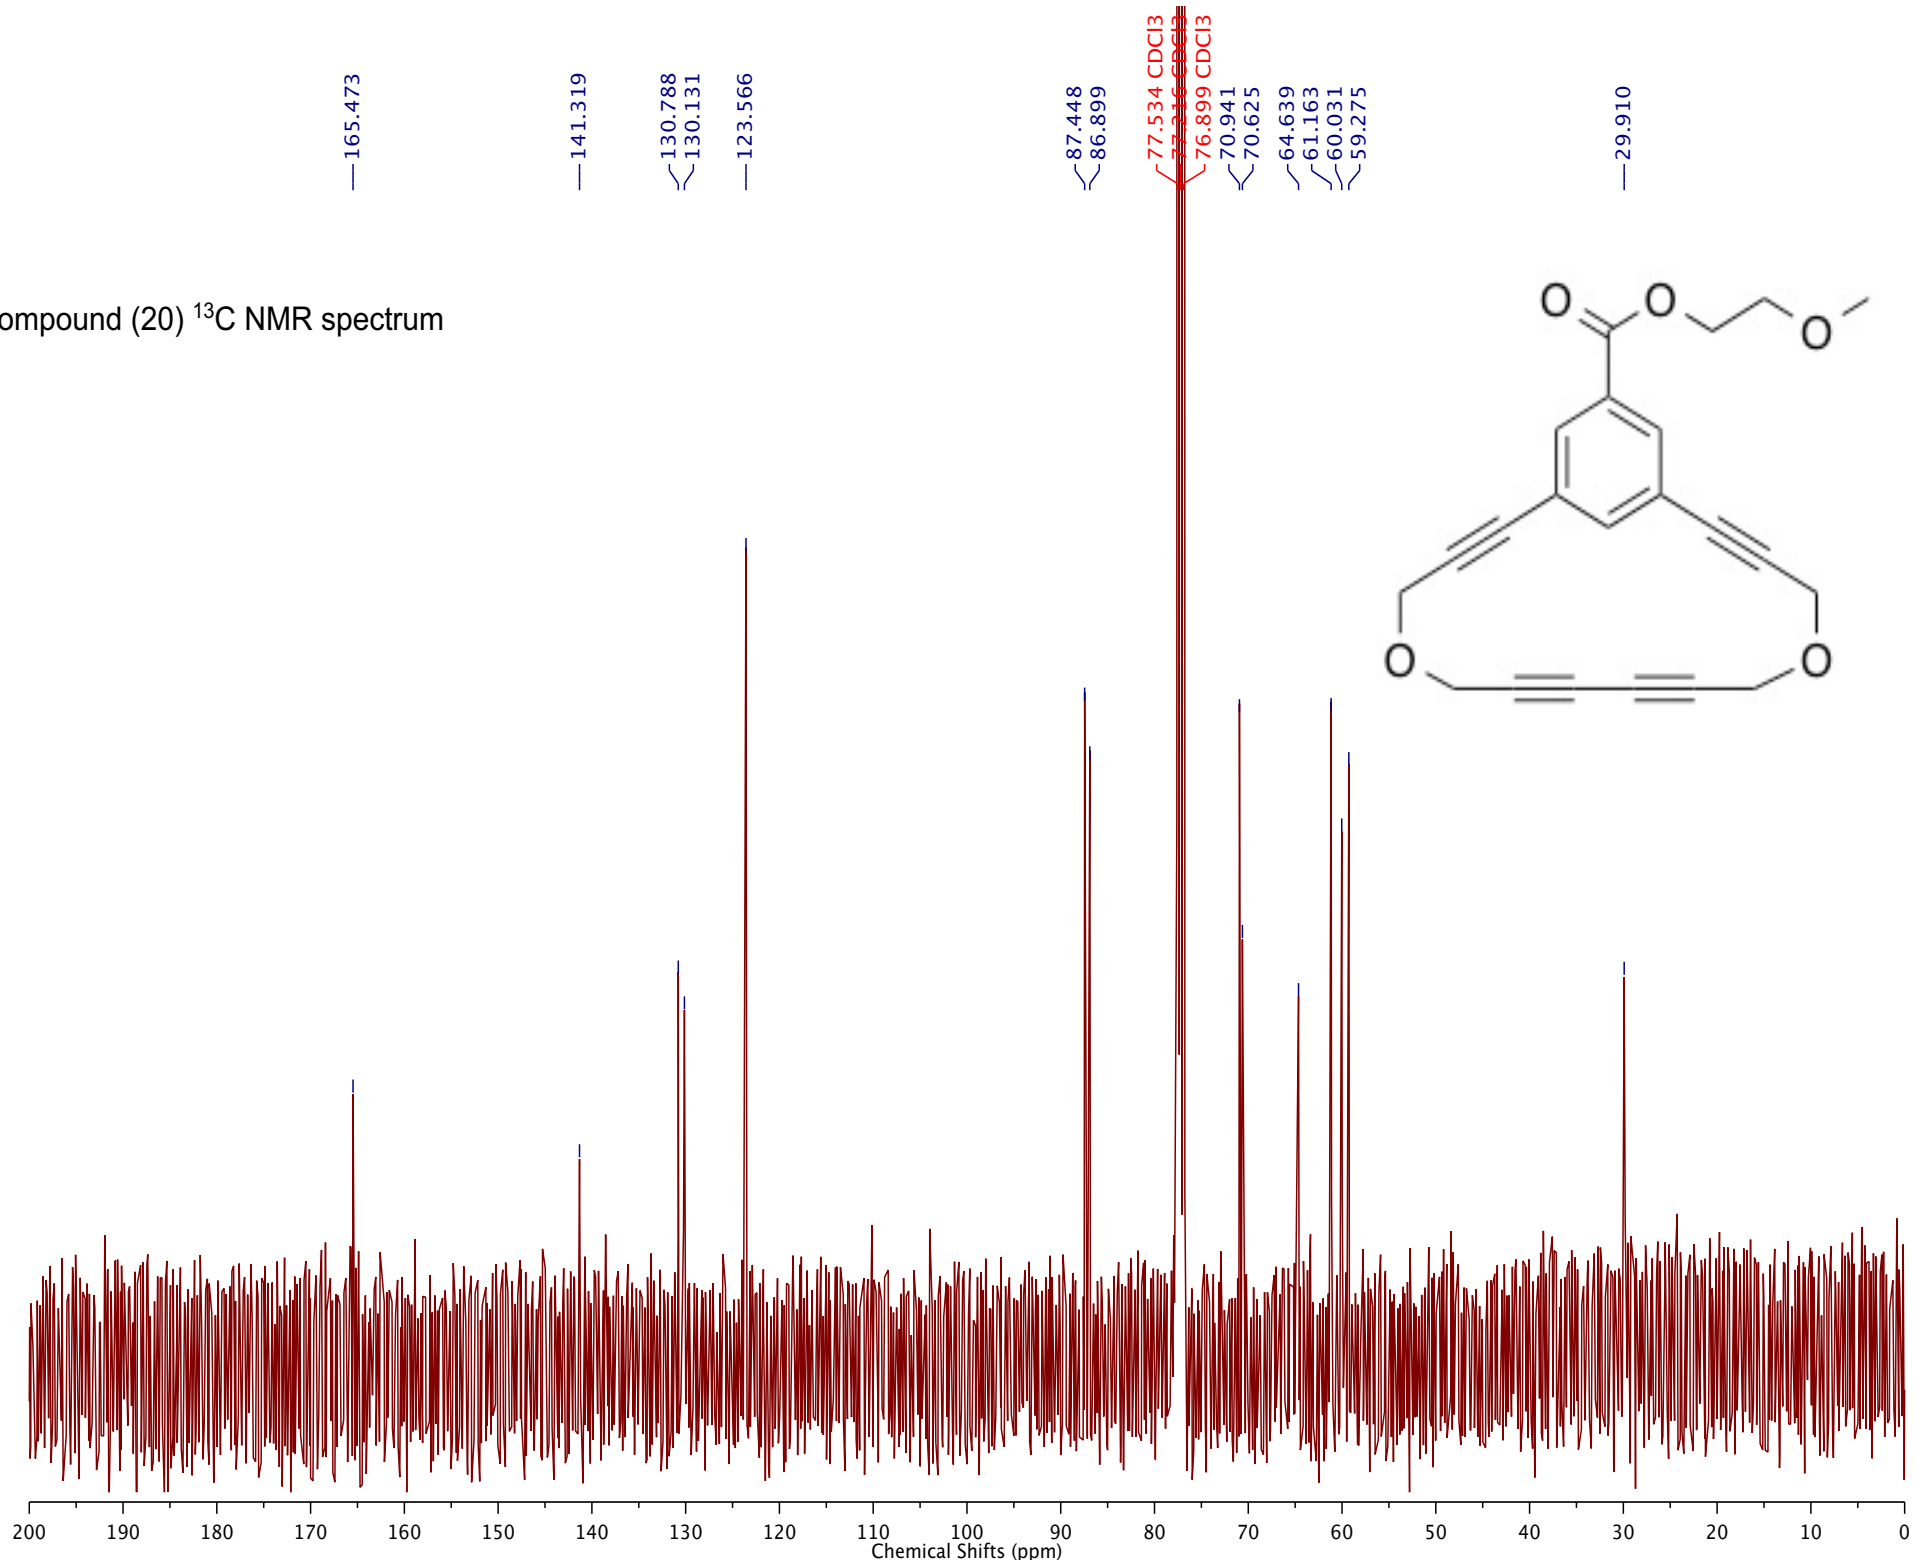 165.473
141.319
130.788
130.131
123.566
87.448
86.899
77.534 CDCl3
77.216 CDCl3
76.899 CDCl3
70.941
70.625
64.639
61.163
60.031
59.275
29.910
ompound (20) ¹³C NMR spectrum
O O
O
O O
200 190 180 170 160 150 140 130 120 110 100 90 80 70 60 50 40 30 20 10 0
Chemical Shifts (ppm)